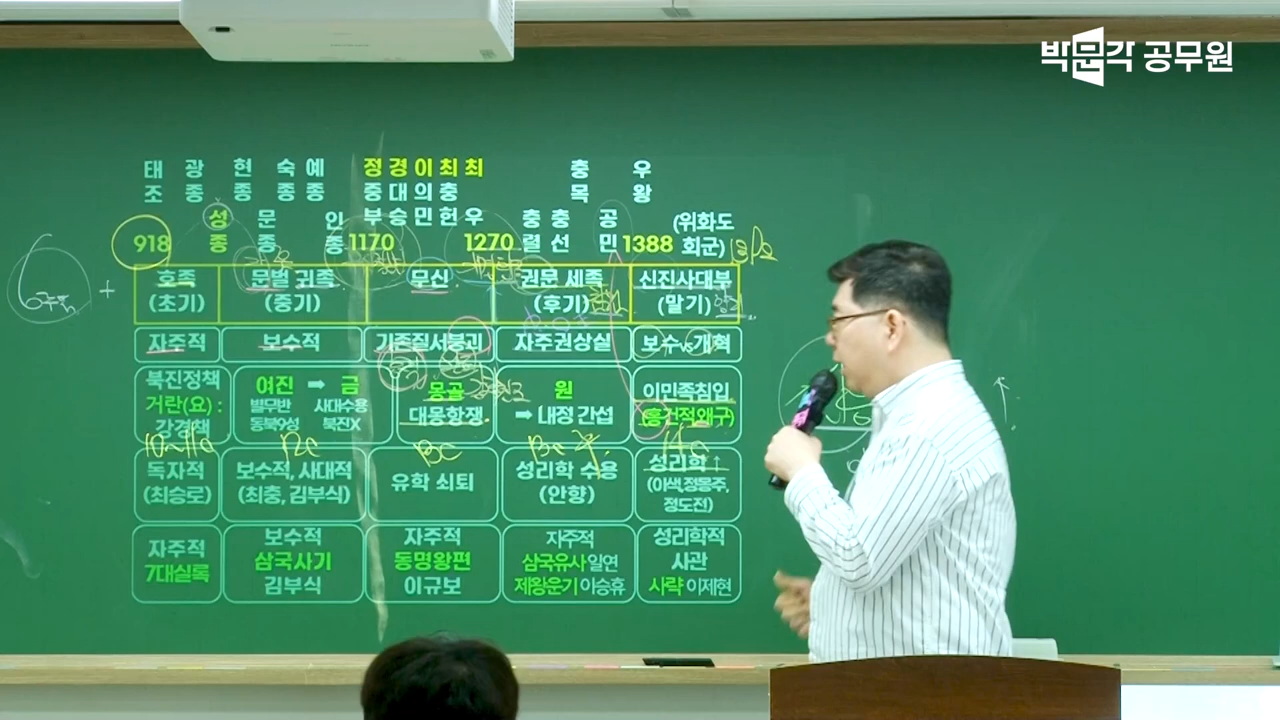 박문각 공무원
태 광 현 숙 예 정 경 이 최 최 충 우
조 종 종 종 종 중 대 의 충 목 왕
성 문 인 부 승 민 헌 우 충 충 공 (위화도
918 종 종 종 1170 1270 렬 선 민 1388 회군)
호족 문벌 귀족 무신 권문 세족 신진사대부
(초기) (중기) (후기) (말기)
자주적 보수적 기존질서붕괴 자주권상실 보수vs개혁
북진정책 여진 ➡ 금 몽골 원 이민족침입
거란(요) : 별무반 사대수용 대몽항쟁 ➡ 내정 간섭 (홍건적왜구)
강경책 동북9성 북진X
독자적 보수적, 사대적 유학 쇠퇴 성리학 수용 성리학↑
(최승로) (최충, 김부식) (안향) (이색,정몽주,
정도전)
자주적 보수적 자주적 자주적 성리학적
7대실록 삼국사기 동명왕편 삼국유사 일연 사관
김부식 이규보 제왕운기 이승휴 사략 이제현